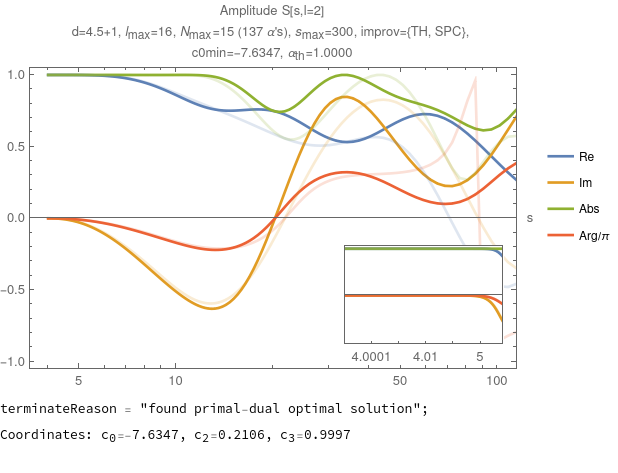 Amplitude S[s,l=2]
d=4.5+1, lmax=16, Nmax=15 (137 α's), smax=300, improv={TH, SPC},
c0min=-7.6347, αth=1.0000
1.0
0.5
0.0
-0.5
-1.0
s
Re
Im
Abs
Arg/π
4.0001 4.01 5
5 10 50 100
terminateReason = "found primal-dual optimal solution";
Coordinates: c0=-7.6347, c2=0.2106, c3=0.9997